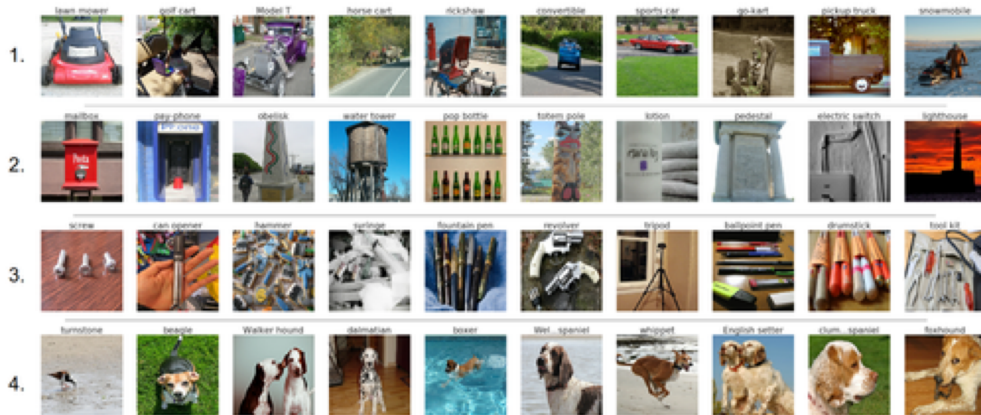 lawn mower golf cart Model T horse cart rickshaw convertible sports car go-kart pickup truck snowmobile
1.
mailbox pay-phone obelisk water tower pop bottle totem pole lotion pedestal electric switch lighthouse
2.
screw can opener hammer syringe fountain pen revolver tripod ballpoint pen drumstick tool kit
3.
turnstone beagle Walker hound dalmatian boxer Wel...spaniel whippet English setter clum...spaniel foxhound
4.